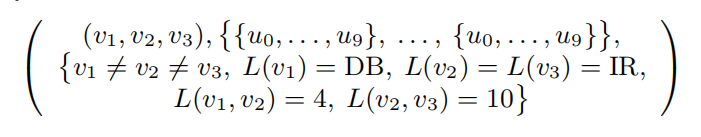 (v₁, v₂, v₃), {{u₀, . . . , u₉}, . . . , {u₀, . . . , u₉}},
{v₁ ≠ v₂ ≠ v₃, L(v₁) = DB, L(v₂) = L(v₃) = IR,
L(v₁, v₂) = 4, L(v₂, v₃) = 10}